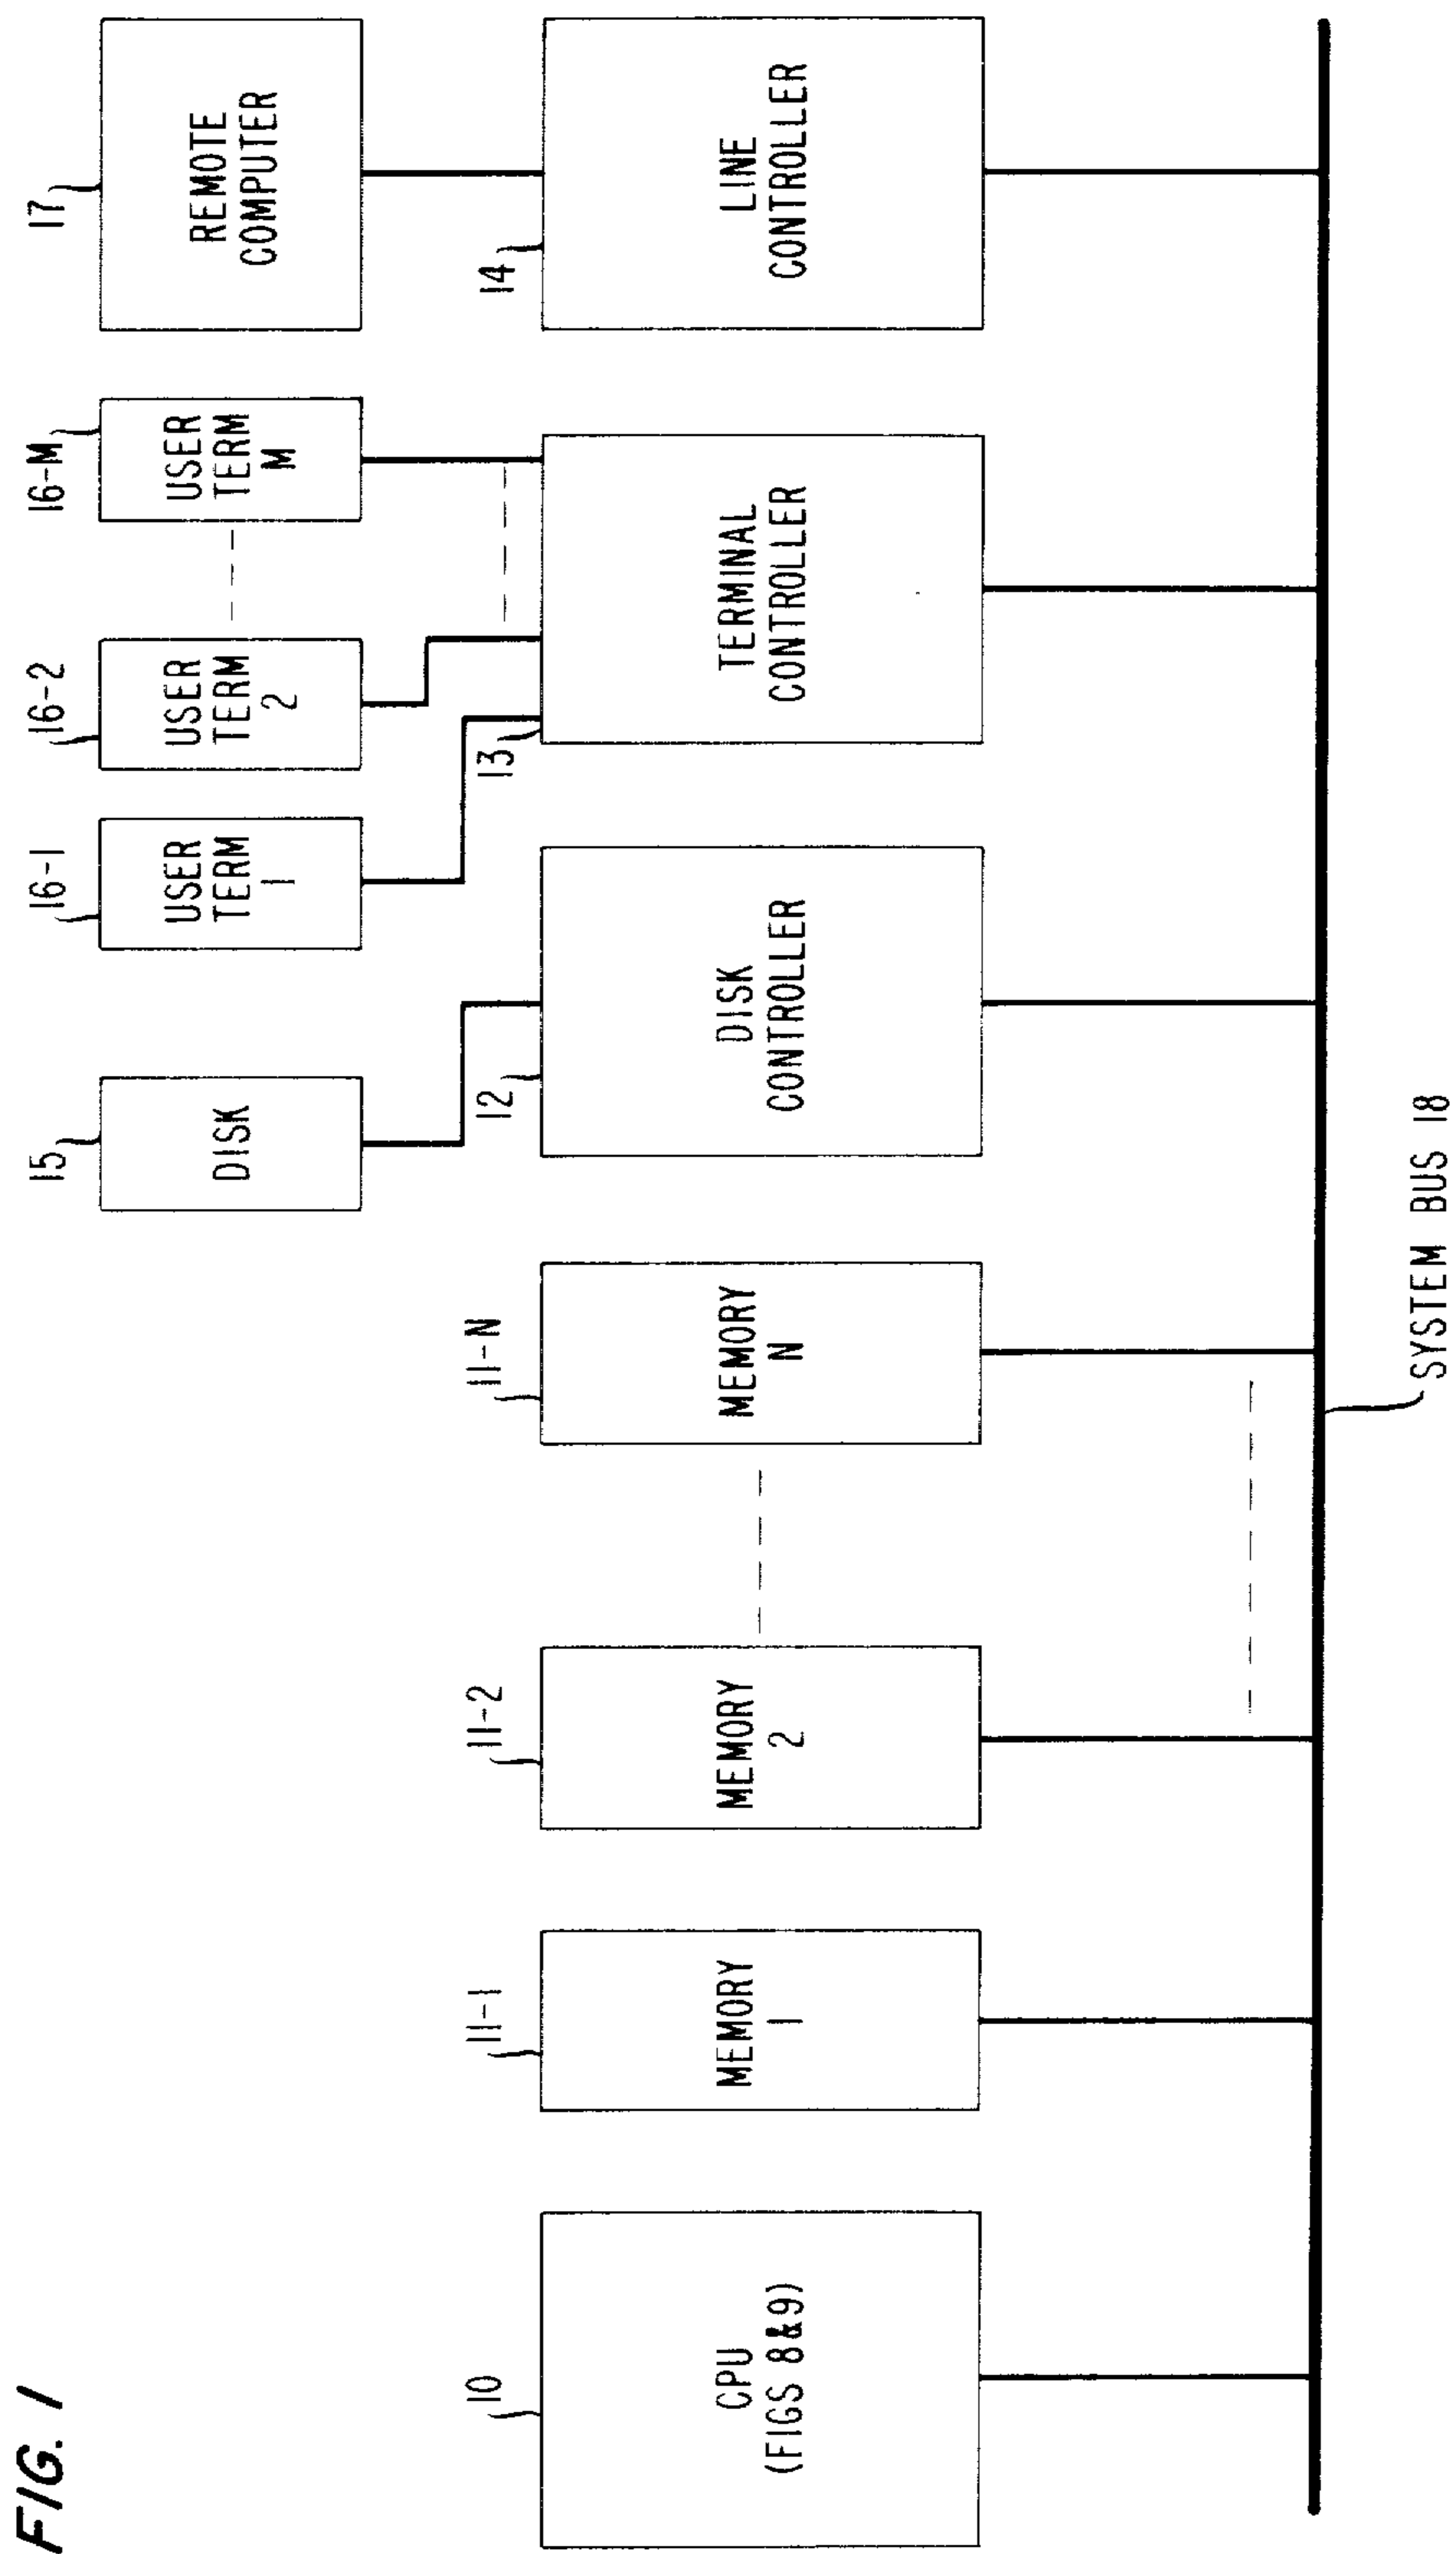 FIG. 1
15
16-1
16-2
16-M
17
DISK
USER
TERM
1
USER
TERM
2
USER
TERM
M
REMOTE
COMPUTER
10
11-1
11-2
11-N
12
13
14
CPU
(FIGS 8&9)
MEMORY
1
MEMORY
2
MEMORY
N
DISK
CONTROLLER
TERMINAL
CONTROLLER
LINE
CONTROLLER
SYSTEM BUS 18